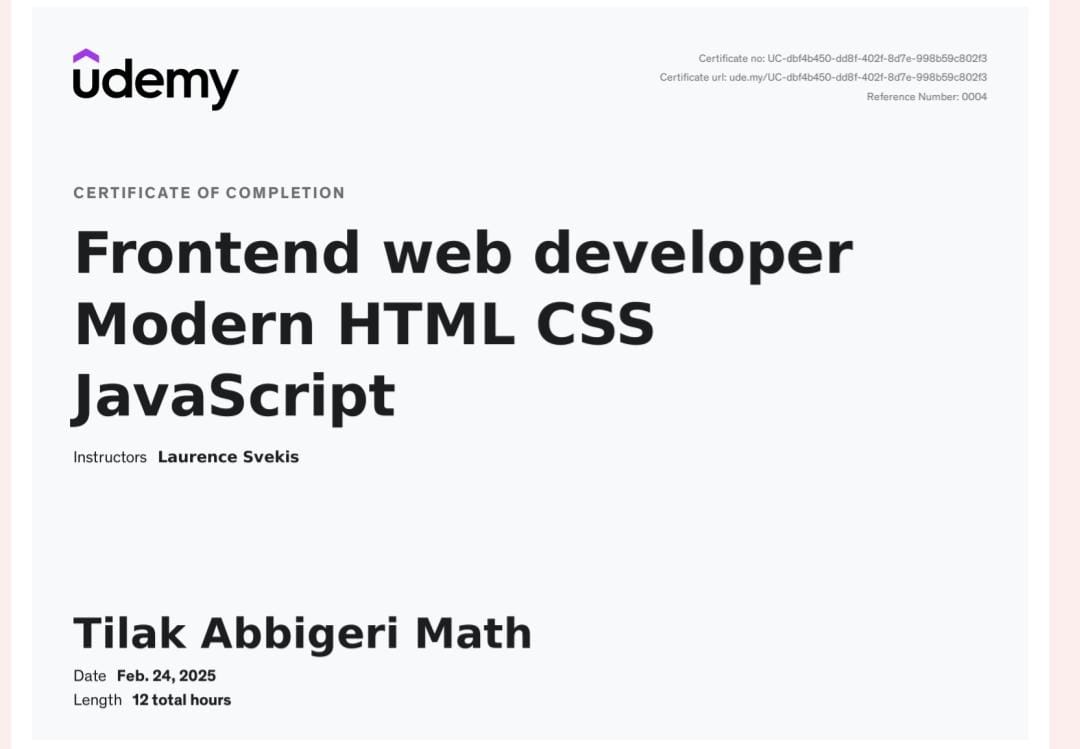 udemy
Certificate no: UC-dbf4b450-dd8f-402f-8d7e-998b59c802f3
Certificate url: ude.my/UC-dbf4b450-dd8f-402f-8d7e-998b59c802f3
Reference Number: 0004
CERTIFICATE OF COMPLETION
Frontend web developer
Modern HTML CSS
JavaScript
Instructors Laurence Svekis
Tilak Abbigeri Math
Date Feb. 24, 2025
Length 12 total hours